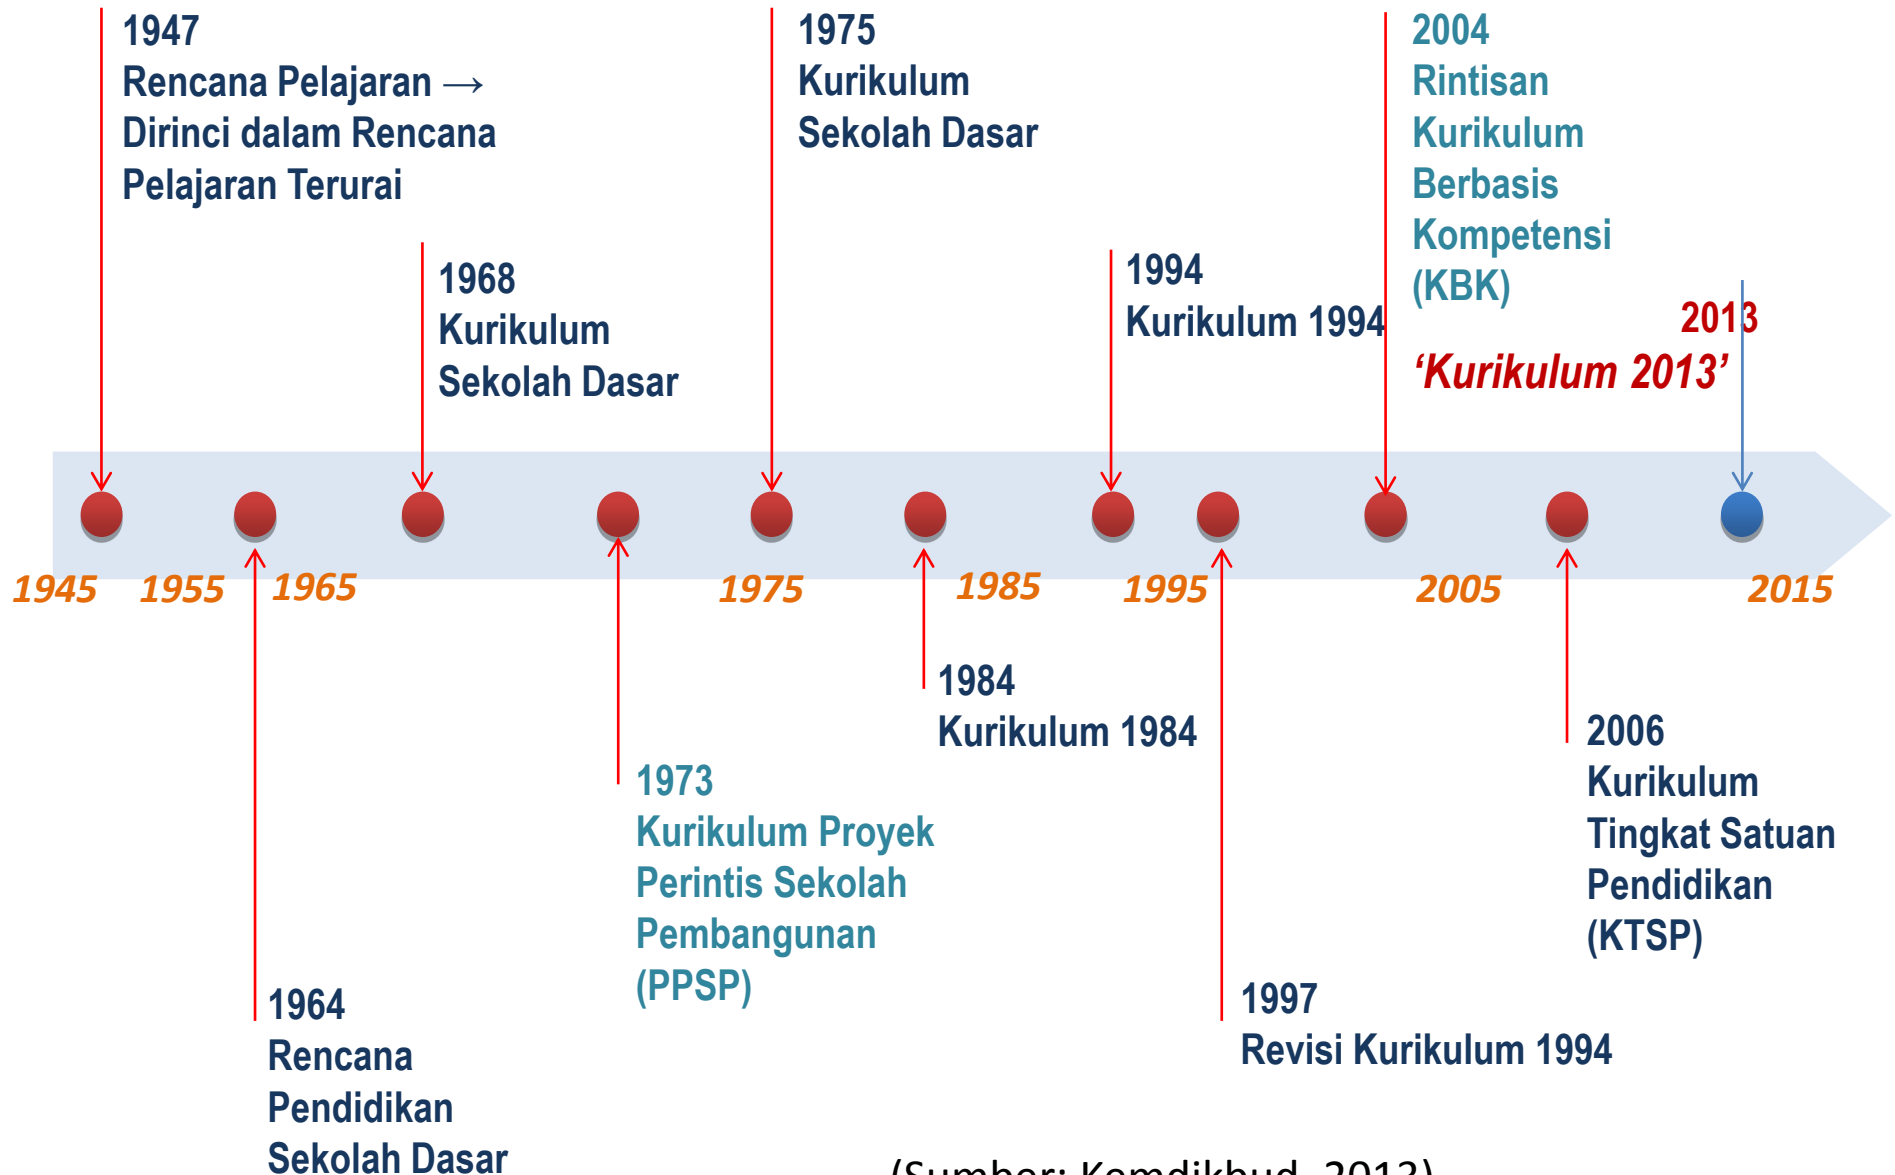 1947
Rencana Pelajaran →
Dirinci dalam Rencana
Pelajaran Terurai
1968
Kurikulum
Sekolah Dasar
1975
Kurikulum
Sekolah Dasar
1994
Kurikulum 1994
2004
Rintisan
Kurikulum
Berbasis
Kompetensi
(KBK)
2013
‘Kurikulum 2013’
1945 1955 1965 1975 1985 1995 2005 2015
1964
Rencana
Pendidikan
Sekolah Dasar
1973
Kurikulum Proyek
Perintis Sekolah
Pembangunan
(PPSP)
1984
Kurikulum 1984
1997
Revisi Kurikulum 1994
2006
Kurikulum
Tingkat Satuan
Pendidikan
(KTSP)
(Sumber: Kemdikbud, 2013)